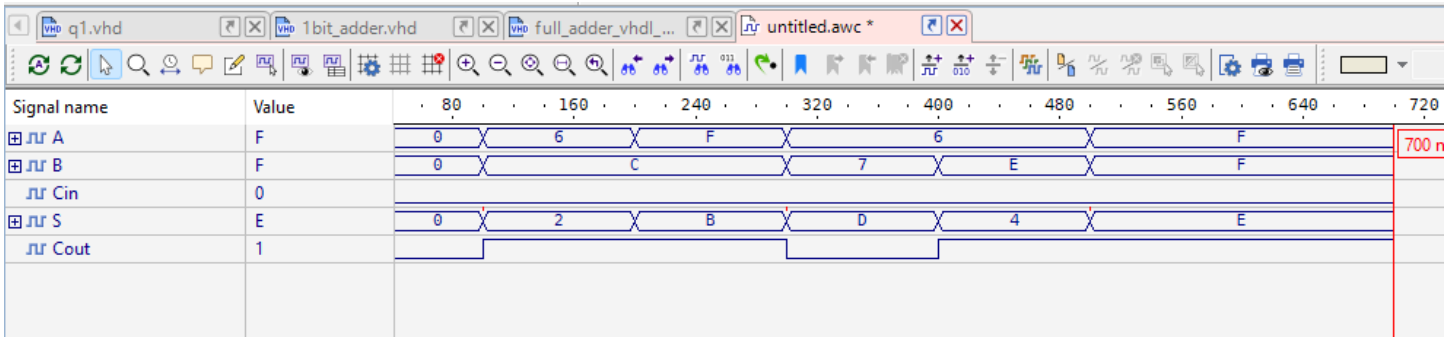 q1.vhd 1bit_adder.vhd full_adder_vhdl_... untitled.awc *
Signal name Value 80 160 240 320 400 480 560 640 720
A F 0 6 F 6 F
700 n
B F 0 C 7 E F
Cin 0
S E 0 2 B D 4 E
Cout 1